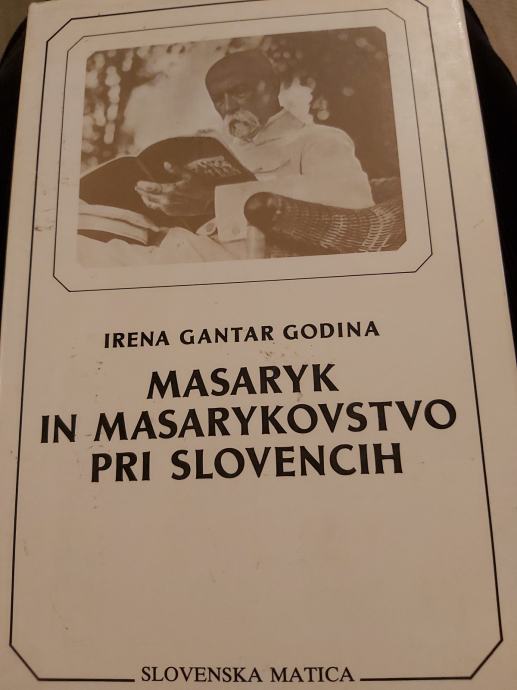 IRENA GANTAR GODINA
MASARYK
IN MASARYKOVSTVO
PRI SLOVENCIH
SLOVENSKA MATICA